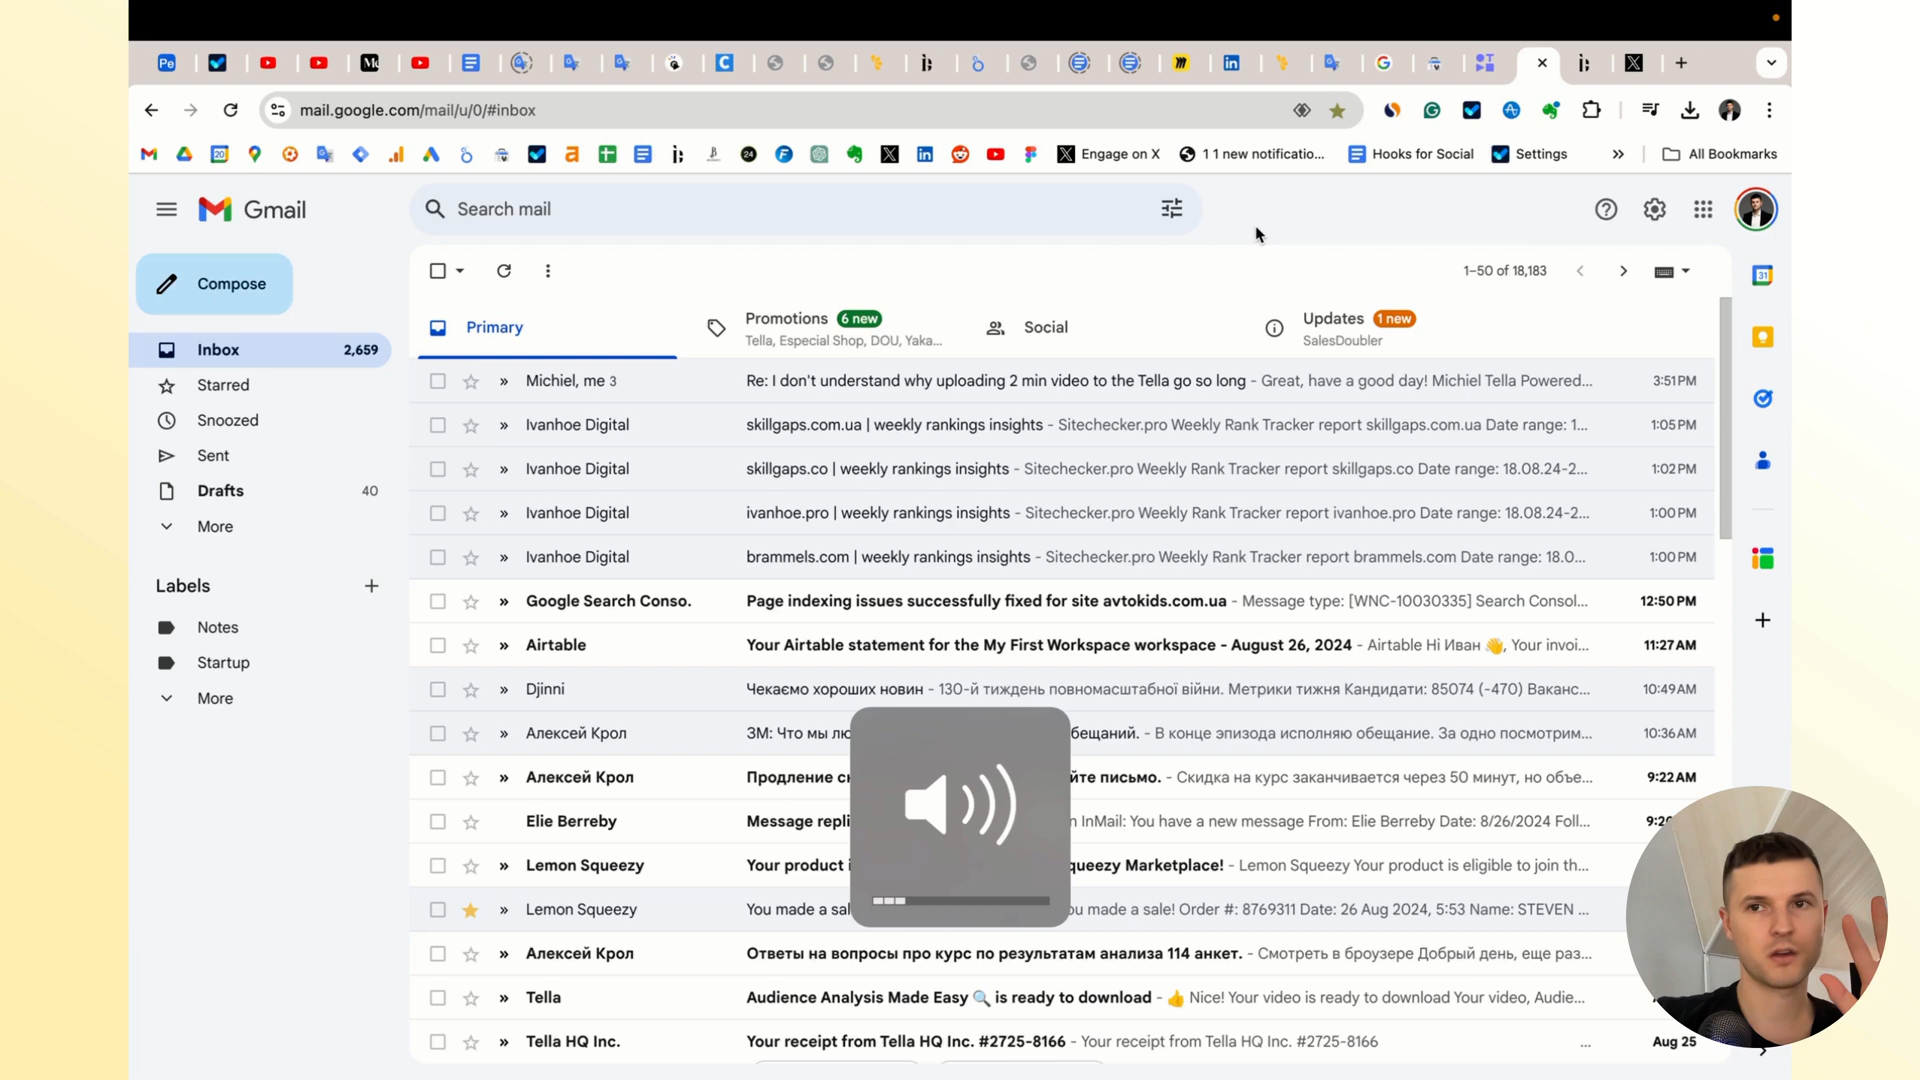 mail.google.com/mail/u/0/#inbox
Engage on X
1 1 new notificatio...
Hooks for Social
Settings
All Bookmarks
Gmail
Search mail
Compose
1–50 of 18,183
Primary
Promotions 6 new
Tella, Especial Shop, DOU, Yaka...
Social
Updates 1 new
SalesDoubler
Inbox 2,659
Starred
Snoozed
Sent
Drafts 40
More
Labels
Notes
Startup
More
Michiel, me 3 Re: I don't understand why uploading 2 min video to the Tella go so long - Great, have a good day! Michiel Tella Powered... 3:51 PM
Ivanhoe Digital skillgaps.com.ua | weekly rankings insights - Sitechecker.pro Weekly Rank Tracker report skillgaps.com.ua Date range: 1... 1:05 PM
Ivanhoe Digital skillgaps.co | weekly rankings insights - Sitechecker.pro Weekly Rank Tracker report skillgaps.co Date range: 18.08.24-2... 1:02 PM
Ivanhoe Digital ivanhoe.pro | weekly rankings insights - Sitechecker.pro Weekly Rank Tracker report ivanhoe.pro Date range: 18.08.24-2... 1:00 PM
Ivanhoe Digital brammels.com | weekly rankings insights - Sitechecker.pro Weekly Rank Tracker report brammels.com Date range: 18.0... 1:00 PM
Google Search Conso. Page indexing issues successfully fixed for site avtokids.com.ua - Message type: [WNC-10030335] Search Consol... 12:50 PM
Airtable Your Airtable statement for the My First Workspace workspace - August 26, 2024 - Airtable Hi Иван 👋, Your invoi... 11:27 AM
Djinni Чекаємо хороших новин - 130-й тиждень повномасштабної війни. Метрики тижня Кандидати: 85074 (-470) Ваканс... 10:49 AM
Алексей Крол ЗМ: Что мы лю бещаний. - В конце эпизода исполняю обещание. За одно посмотрим... 10:36 AM
Алексей Крол Продление с йте письмо. - Скидка на курс заканчивается через 50 минут, но объе... 9:22 AM
Elie Berreby Message repli n InMail: You have a new message From: Elie Berreby Date: 8/26/2024 Foll...
Lemon Squeezy Your product i queezy Marketplace! - Lemon Squeezy Your product is eligible to join th...
Lemon Squeezy You made a sal ou made a sale! Order #: 8769311 Date: 26 Aug 2024, 5:53 Name: STEVEN ...
Алексей Крол Ответы на вопросы про курс по результатам анализа 114 анкет. - Смотреть в браузере Добрый день, еще раз...
Tella Audience Analysis Made Easy 🔍 is ready to download - 👍 Nice! Your video is ready to download Your video, Audie...
Tella HQ Inc. Your receipt from Tella HQ Inc. #2725-8166 - Your receipt from Tella HQ Inc. #2725-8166 ... Aug 25